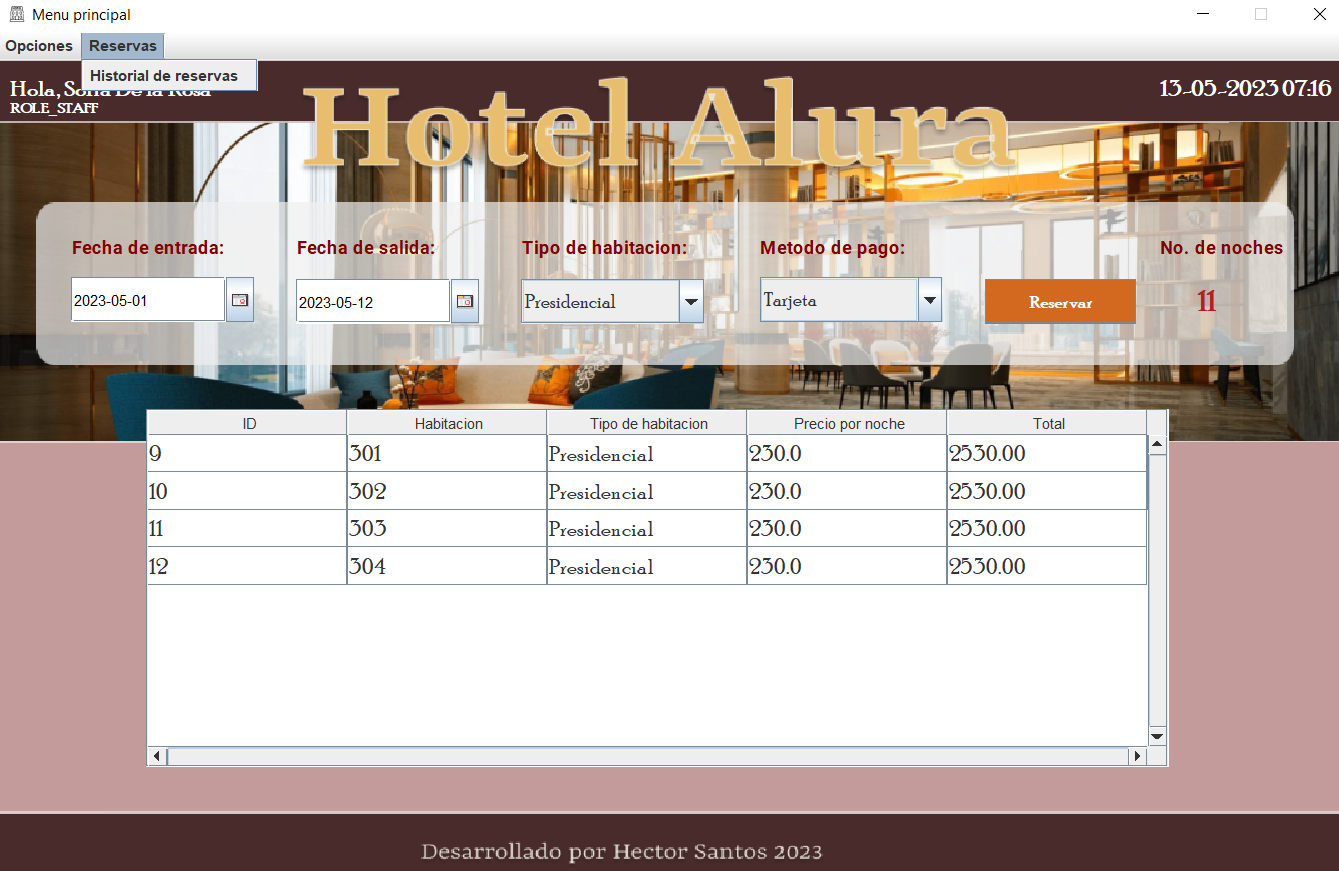 Menu principal
Opciones Reservas
Historial de reservas
Hola, Sofia De la Rosa
13-05-2023 07:16
ROLE_STAFF
Hotel Alura
Fecha de entrada: Fecha de salida: Tipo de habitacion: Metodo de pago: No. de noches
2023-05-01 2023-05-12 Presidencial Tarjeta Reservar 11
ID Habitacion Tipo de habitacion Precio por noche Total
9 301 Presidencial 230.0 2530.00
10 302 Presidencial 230.0 2530.00
11 303 Presidencial 230.0 2530.00
12 304 Presidencial 230.0 2530.00
Desarrollado por Hector Santos 2023